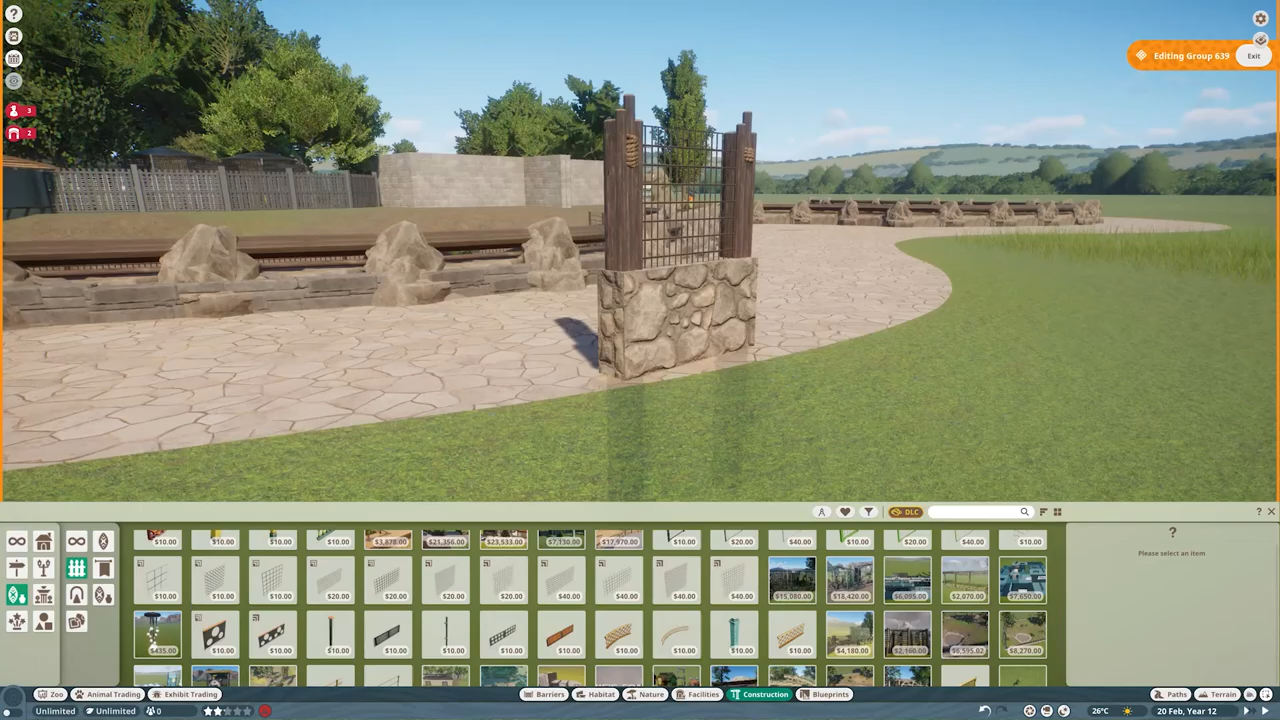 Editing Group 639
Exit
3
2
DLC
$10.00 $10.00 $10.00 $10.00 $3,878.00 $21,356.00 $23,533.00 $7,130.00 $17,970.00 $10.00 $20.00 $40.00 $10.00 $20.00 $40.00 $10.00
$10.00 $10.00 $10.00 $20.00 $20.00 $20.00 $20.00 $40.00 $40.00 $40.00 $40.00 $15,080.00 $18,420.00 $6,095.00 $2,070.00 $7,650.00
$435.00 $10.00 $10.00 $10.00 $10.00 $10.00 $10.00 $10.00 $10.00 $10.00 $10.00 $10.00 $4,180.00 $2,160.00 $6,595.02 $8,270.00
?
Please select an item
Zoo Animal Trading Exhibit Trading Barriers Habitat Nature Facilities Construction Blueprints Paths Terrain
Unlimited Unlimited 0 26°C 20 Feb, Year 12